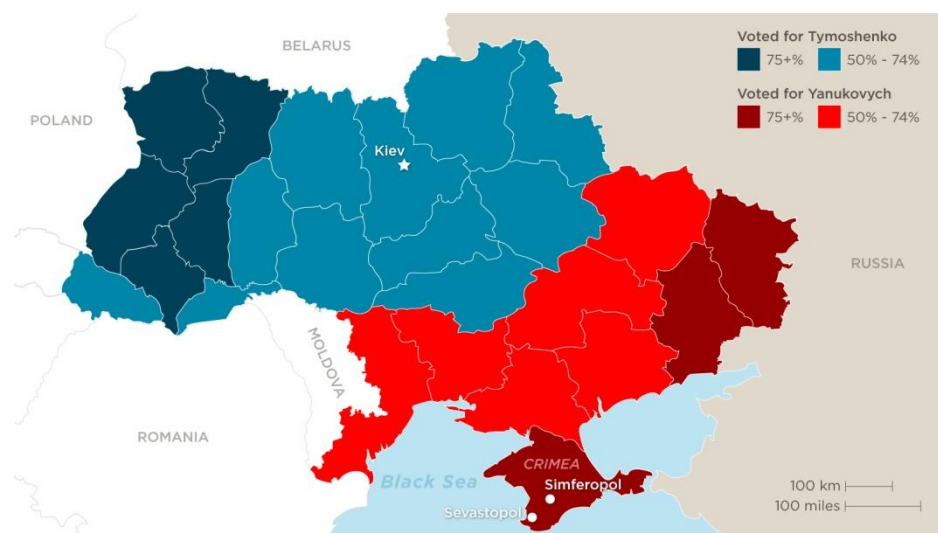 BELARUS
POLAND
Kiev
Voted for Tymoshenko
75+% 50% - 74%
Voted for Yanukovych
75+% 50% - 74%
RUSSIA
MOLDOVA
ROMANIA
Black Sea
CRIMEA
Simferopol
Sevastopol
100 km
100 miles